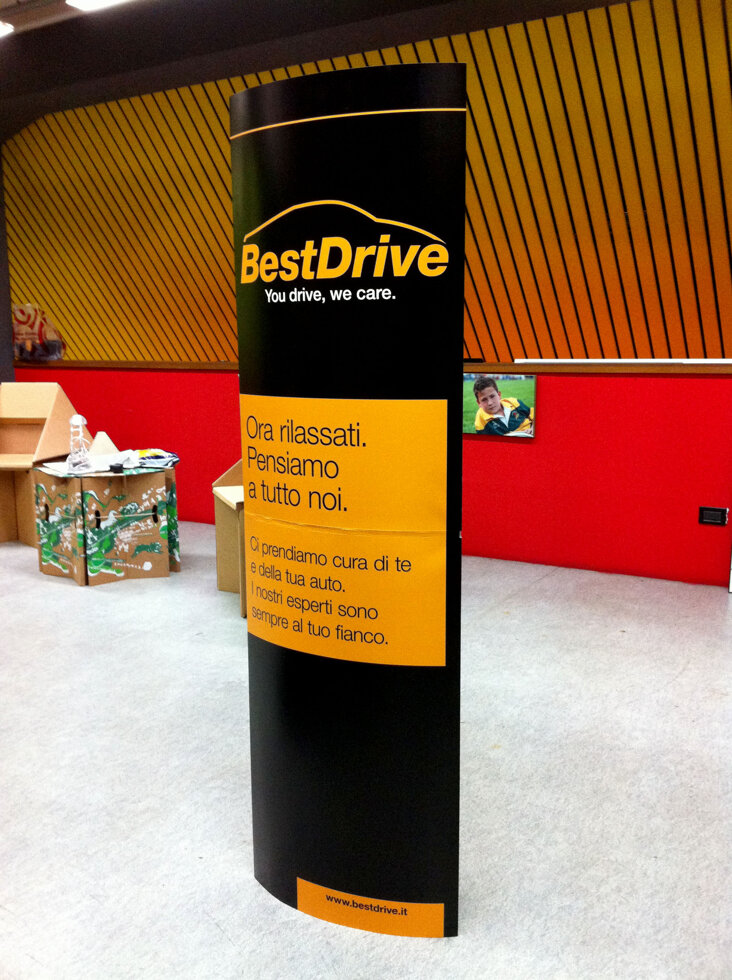 BestDrive
You drive, we care.
Ora rilassati.
Pensiamo
a tutto noi.
Ci prendiamo cura di te
e della tua auto.
I nostri esperti sono
sempre al tuo fianco.
www.bestdrive.it